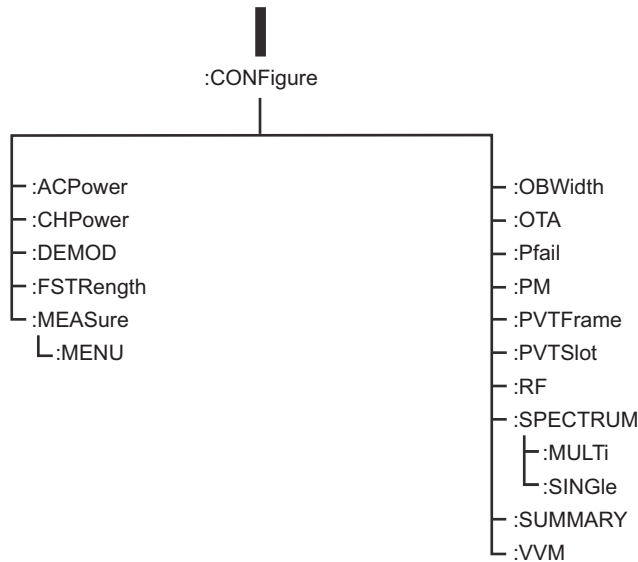 :CONFigure
:ACPower
:CHPower
:DEMOD
:FSTRength
:MEASure
:MENU
:OBWidth
:OTA
:Pfail
:PM
:PVTFrame
:PVTSlot
:RF
:SPECTRUM
:MULTi
:SINGle
:SUMMARY
:VVM